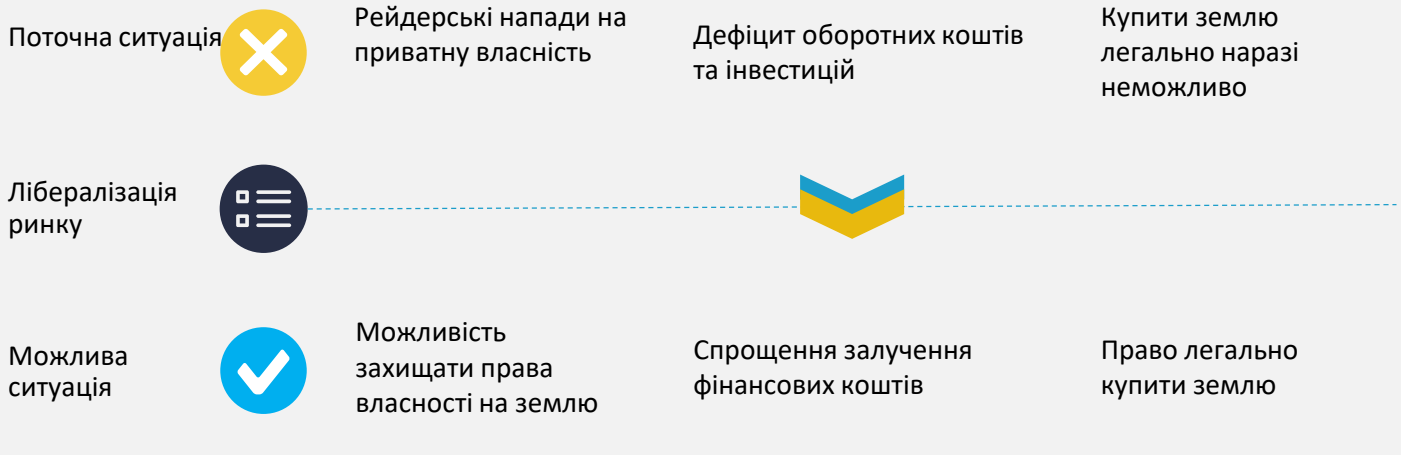 Поточна ситуація
Рейдерські напади на
приватну власність
Дефіцит оборотних коштів
та інвестицій
Купити землю
легально наразі
неможливо
Лібералізація
ринку
Можлива
ситуація
Можливість
захищати права
власності на землю
Спрощення залучення
фінансових коштів
Право легально
купити землю